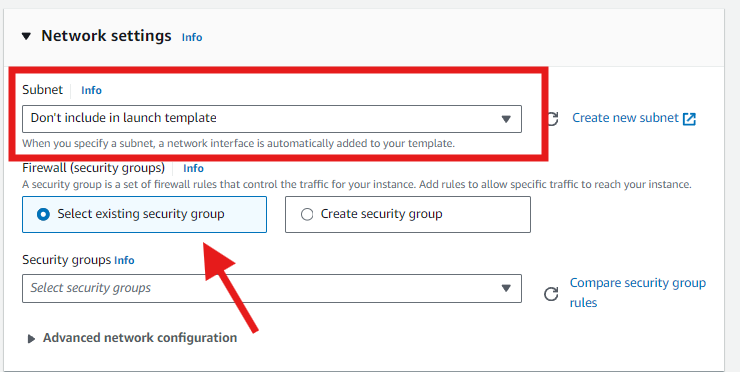 Network settings Info
Subnet Info
Don't include in launch template
Create new subnet
When you specify a subnet, a network interface is automatically added to your template.
Firewall (security groups) Info
A security group is a set of firewall rules that control the traffic for your instance. Add rules to allow specific traffic to reach your instance.
Select existing security group
Create security group
Security groups Info
Select security groups
Compare security group
rules
Advanced network configuration